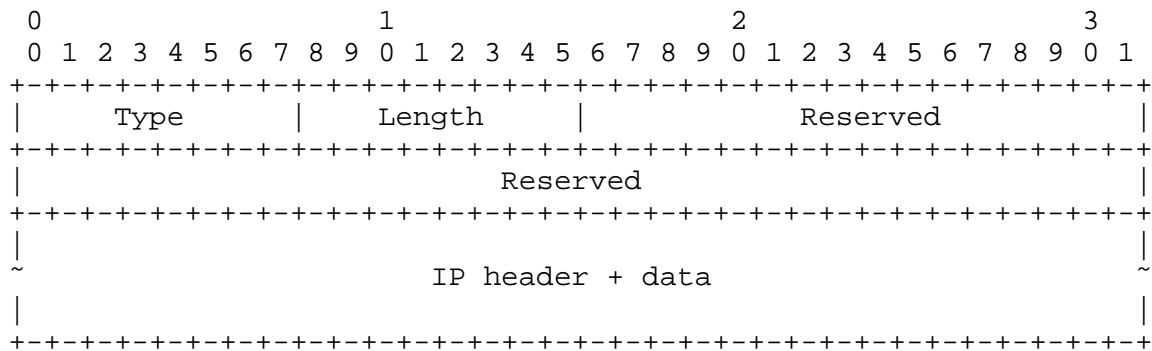 0                   1                   2                   3
 0 1 2 3 4 5 6 7 8 9 0 1 2 3 4 5 6 7 8 9 0 1 2 3 4 5 6 7 8 9 0 1
+-+-+-+-+-+-+-+-+-+-+-+-+-+-+-+-+-+-+-+-+-+-+-+-+-+-+-+-+-+-+-+-+
|     Type      |    Length     |            Reserved           |
+-+-+-+-+-+-+-+-+-+-+-+-+-+-+-+-+-+-+-+-+-+-+-+-+-+-+-+-+-+-+-+-+
|                           Reserved                            |
+-+-+-+-+-+-+-+-+-+-+-+-+-+-+-+-+-+-+-+-+-+-+-+-+-+-+-+-+-+-+-+-+
|                                                               |
~                       IP header + data                        ~
|                                                               |
+-+-+-+-+-+-+-+-+-+-+-+-+-+-+-+-+-+-+-+-+-+-+-+-+-+-+-+-+-+-+-+-+